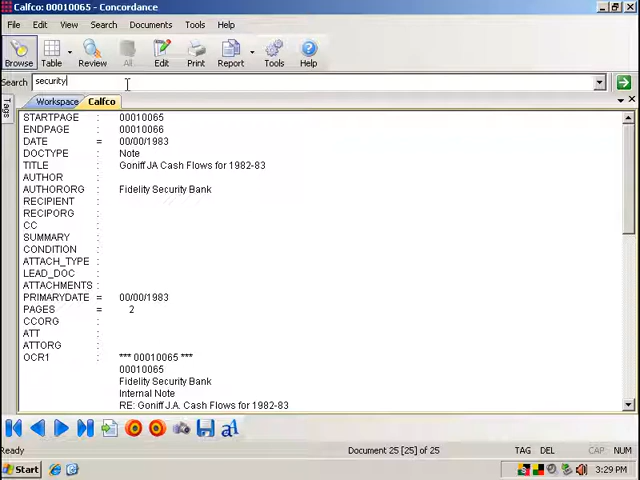 Calfco: 00010065 - Concordance
File Edit View Search Documents Tools Help
Browse Table Review All Edit Print Report Tools Help
Search security
Tags
Workspace Calfco
STARTPAGE : 00010065
ENDPAGE : 00010066
DATE = 00/00/1983
DOCTYPE : Note
TITLE : Goniff JA Cash Flows for 1982-83
AUTHOR :
AUTHORORG : Fidelity Security Bank
RECIPIENT :
RECIPORG :
CC :
SUMMARY :
CONDITION :
ATTACH_TYPE :
LEAD_DOC :
ATTACHMENTS :
PRIMARYDATE = 00/00/1983
PAGES = 2
CCORG :
ATT :
ATTORG :
OCR1 : *** 00010065 ***
00010065
Fidelity Security Bank
Internal Note
RE: Goniff J.A. Cash Flows for 1982-83
Ready Document 25 [25] of 25 TAG DEL CAP NUM
Start 3:29 PM